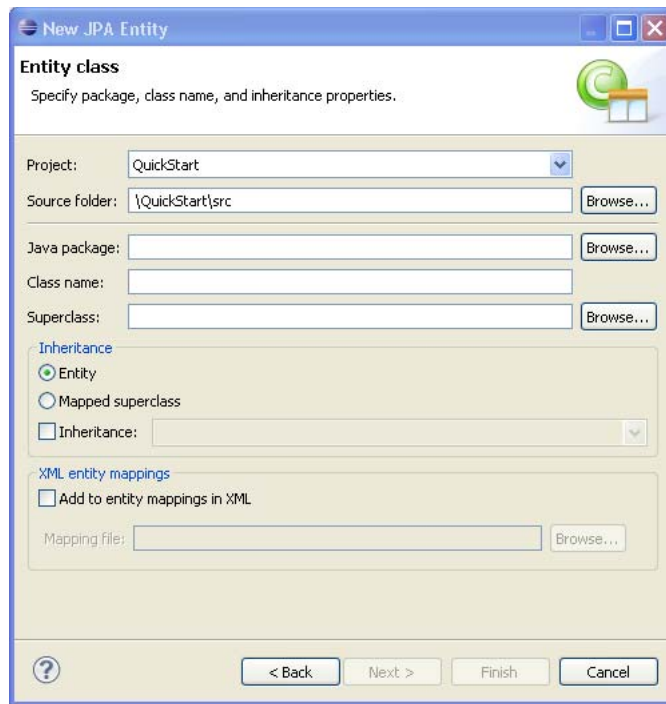 New JPA Entity
Entity class
Specify package, class name, and inheritance properties.
Project: QuickStart
Source folder: \QuickStart\src Browse...
Java package: Browse...
Class name:
Superclass: Browse...
Inheritance
Entity
Mapped superclass
Inheritance:
XML entity mappings
Add to entity mappings in XML
Mapping file: Browse...
? < Back Next > Finish Cancel